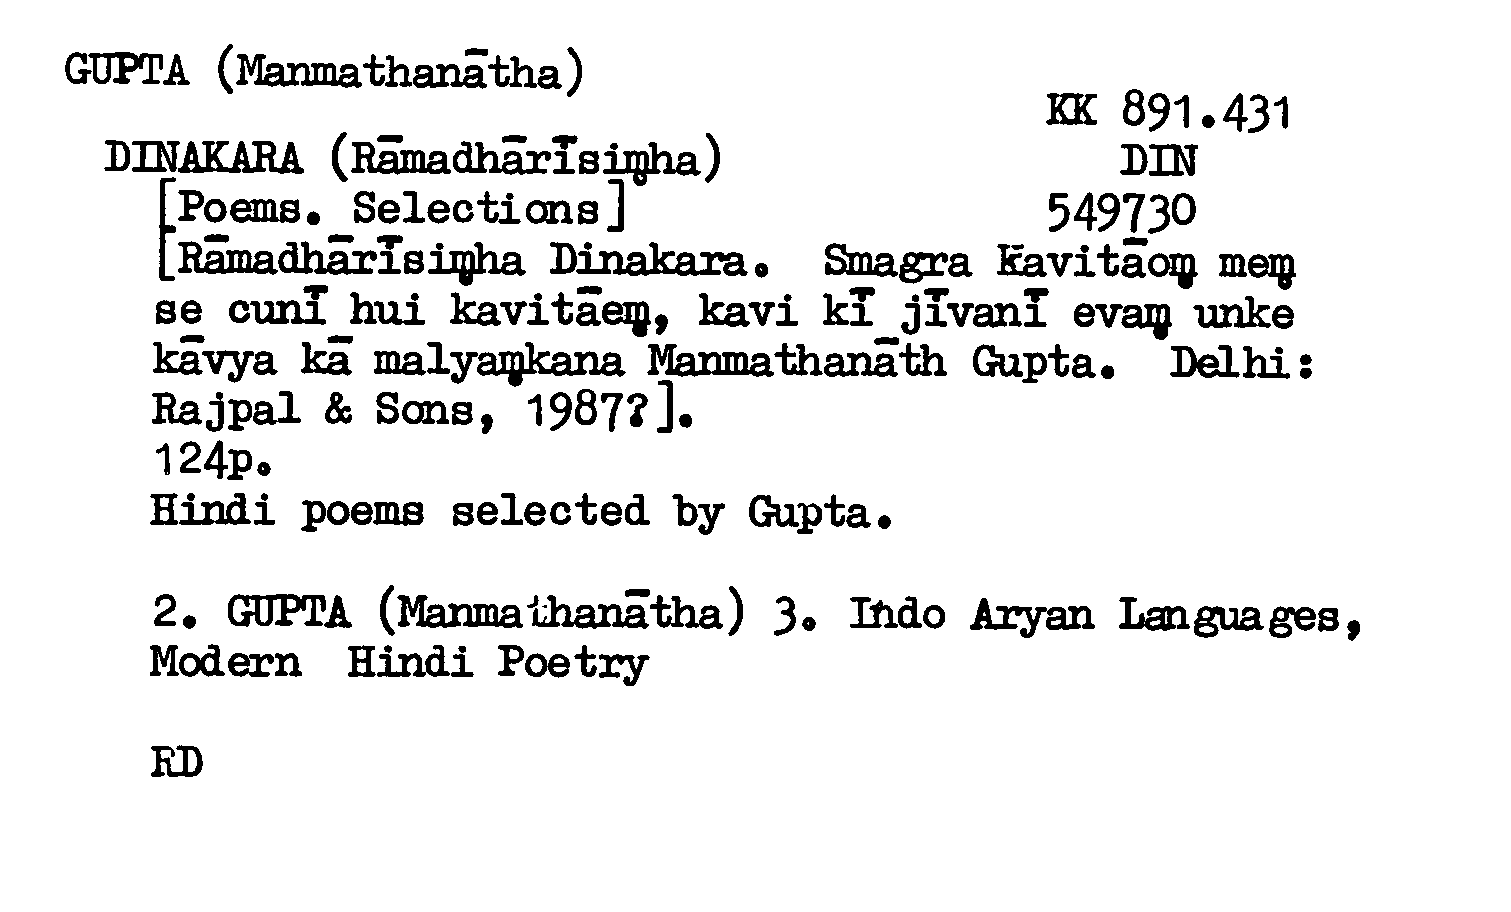 GUPTA (Manmathanātha)
KK 891.431
DINAKARA (Rāmadhārīsiṃha)
DIN
[Poems. Selections]
549730
[Rāmadhārīsiṃha Dinakara. Smagra kavitāoṃ meṃ
se cunī hui kavitāeṃ, kavi kī jīvanī evaṃ unke
kāvya kā malyaṃkana Manmathanāth Gupta. Delhi:
Rajpal & Sons, 1987?].
124p.
Hindi poems selected by Gupta.
2. GUPTA (Manmathanātha) 3. Indo Aryan Languages,
Modern Hindi Poetry
RD